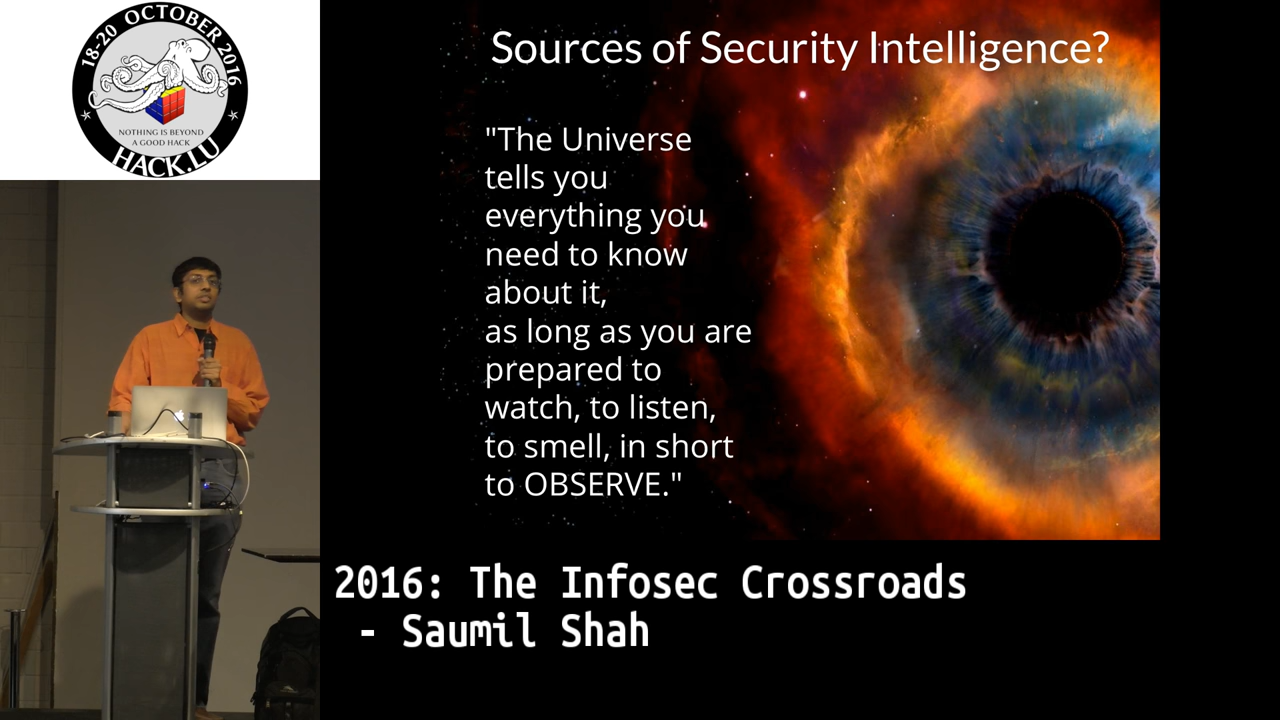 18-20 OCTOBER 2016
NOTHING IS BEYOND
A GOOD HACK
HACK.LU
Sources of Security Intelligence?
"The Universe
tells you
everything you
need to know
about it,
as long as you are
prepared to
watch, to listen,
to smell, in short
to OBSERVE."
2016: The Infosec Crossroads
- Saumil Shah